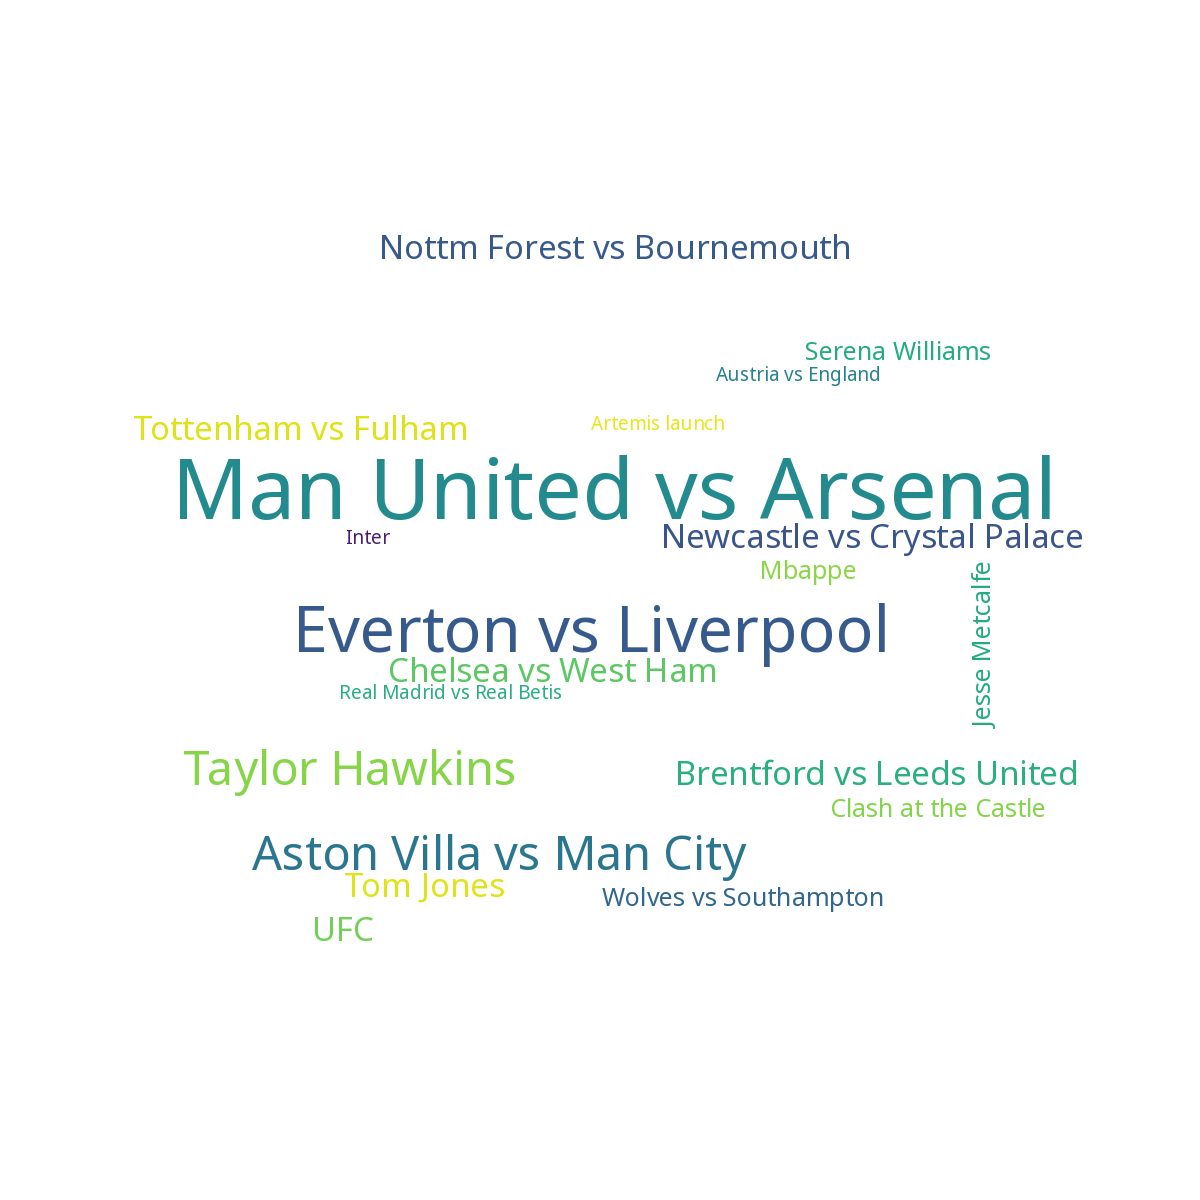 Nottm Forest vs Bournemouth
Serena Williams
Austria vs England
Tottenham vs Fulham
Artemis launch
Man United vs Arsenal
Inter
Newcastle vs Crystal Palace
Mbappe
Jesse Metcalfe
Everton vs Liverpool
Chelsea vs West Ham
Real Madrid vs Real Betis
Taylor Hawkins
Brentford vs Leeds United
Clash at the Castle
Aston Villa vs Man City
Tom Jones
Wolves vs Southampton
UFC